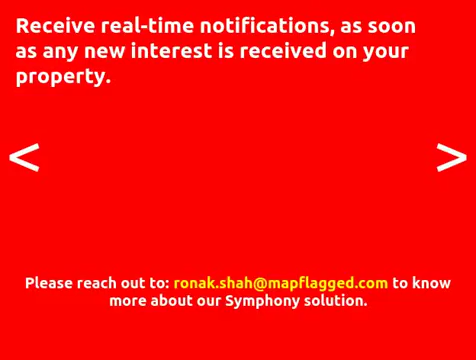 Receive real-time notifications, as soon
as any new interest is received on your
property.
< >
Please reach out to: ronak.shah@mapflagged.com to know
more about our Symphony solution.